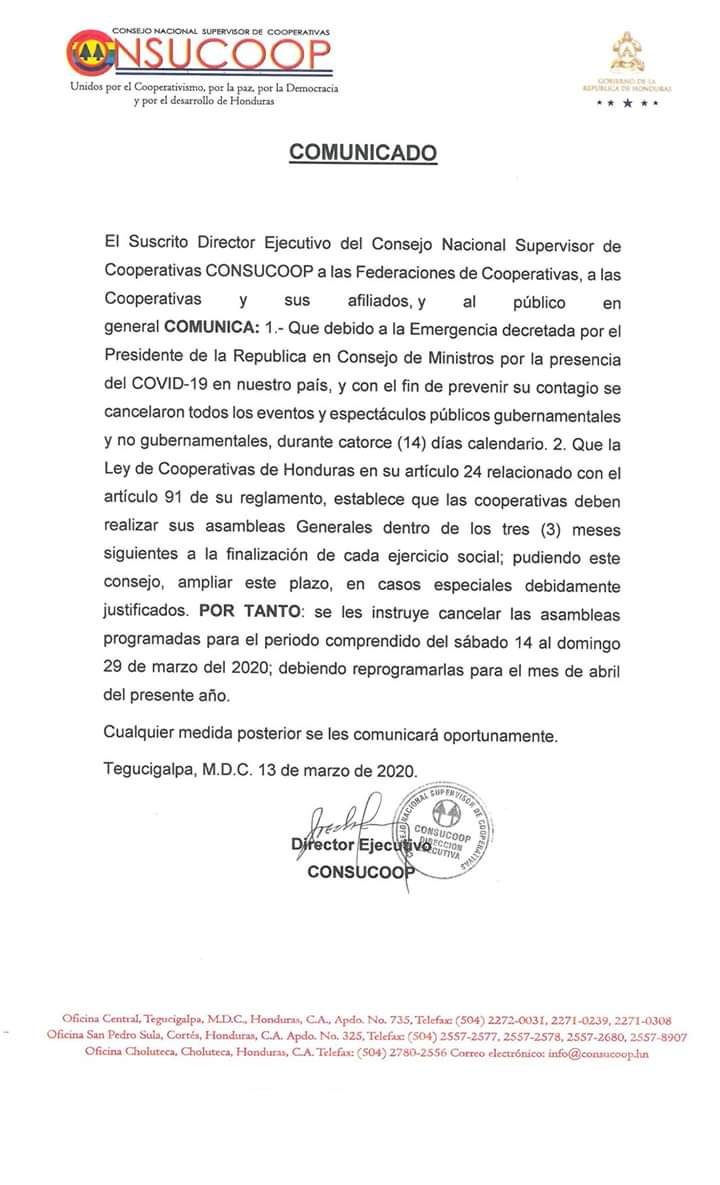 CONSEJO NACIONAL SUPERVISOR DE COOPERATIVAS
CONSUCOOP
Unidos por el Cooperativismo, por la paz, por la Democracia
y por el desarrollo de Honduras
GOBIERNO DE LA
REPÚBLICA DE HONDURAS
COMUNICADO
El Suscrito Director Ejecutivo del Consejo Nacional Supervisor de
Cooperativas CONSUCOOP a las Federaciones de Cooperativas, a las
Cooperativas y sus afiliados, y al público en
general COMUNICA: 1.- Que debido a la Emergencia decretada por el
Presidente de la Republica en Consejo de Ministros por la presencia
del COVID-19 en nuestro país, y con el fin de prevenir su contagio se
cancelaron todos los eventos y espectáculos públicos gubernamentales
y no gubernamentales, durante catorce (14) días calendario. 2. Que la
Ley de Cooperativas de Honduras en su artículo 24 relacionado con el
artículo 91 de su reglamento, establece que las cooperativas deben
realizar sus asambleas Generales dentro de los tres (3) meses
siguientes a la finalización de cada ejercicio social; pudiendo este
consejo, ampliar este plazo, en casos especiales debidamente
justificados. POR TANTO: se les instruye cancelar las asambleas
programadas para el periodo comprendido del sábado 14 al domingo
29 de marzo del 2020; debiendo reprogramarlas para el mes de abril
del presente año.
Cualquier medida posterior se les comunicará oportunamente.
Tegucigalpa, M.D.C. 13 de marzo de 2020.
Director Ejecutivo
CONSUCOOP
CONSEJO NACIONAL SUPERVISOR DE COOPERATIVAS
CONSUCOOP
DIRECCION
EJECUTIVA
Oficina Central, Tegucigalpa, M.D.C., Honduras, C.A., Apdo. No. 735, Telefax: (504) 2272-0031, 2271-0239, 2271-0308
Oficina San Pedro Sula, Cortés, Honduras, C.A. Apdo. No. 325, Telefax: (504) 2557-2577, 2557-2578, 2557-2680, 2557-8907
Oficina Choluteca, Choluteca, Honduras, C.A. Telefax: (504) 2780-2556 Correo electrónico: info@consucoop.hn